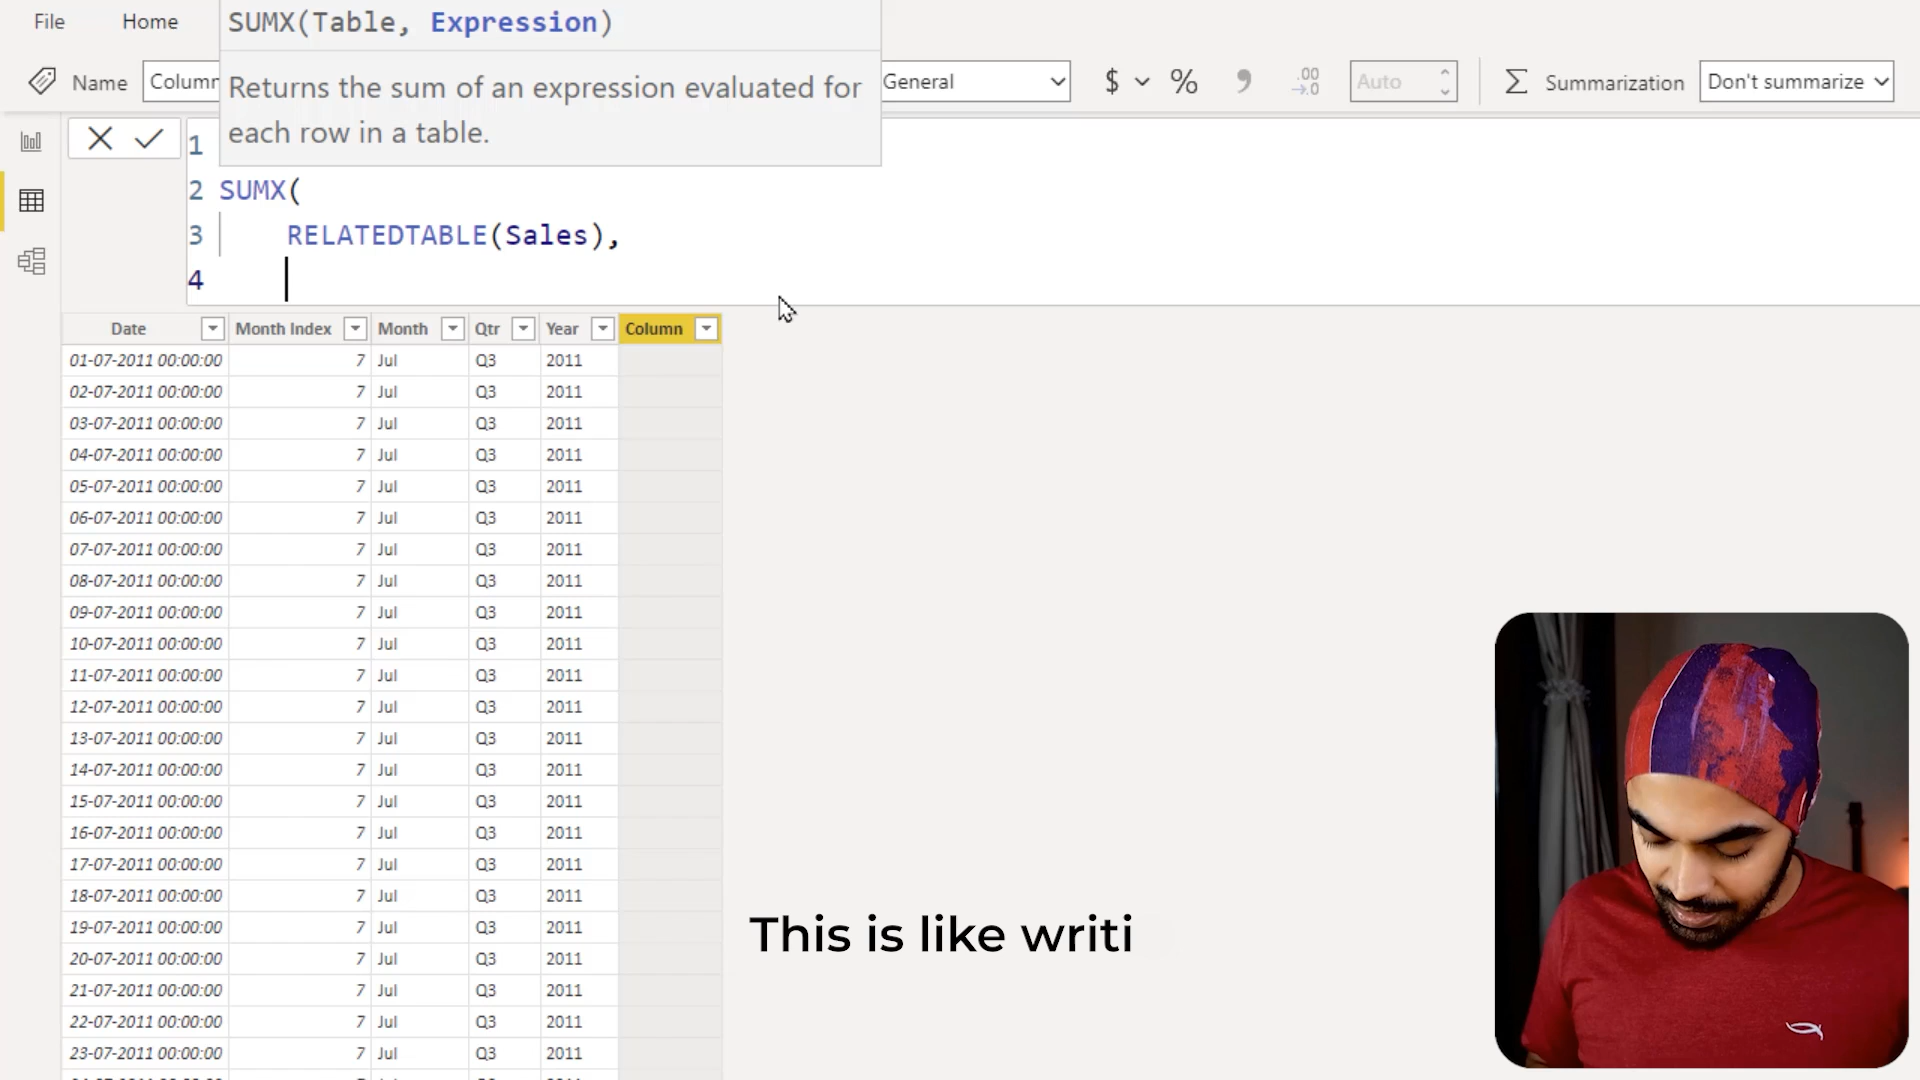 File Home
SUMX(Table, Expression)
Returns the sum of an expression evaluated for
each row in a table.
Name Column
General
$ % .00 Auto
Summarization Don't summarize
1
2 SUMX(
3 RELATEDTABLE(Sales),
4
Date Month Index Month Qtr Year Column
01-07-2011 00:00:00 7 Jul Q3 2011
02-07-2011 00:00:00 7 Jul Q3 2011
03-07-2011 00:00:00 7 Jul Q3 2011
04-07-2011 00:00:00 7 Jul Q3 2011
05-07-2011 00:00:00 7 Jul Q3 2011
06-07-2011 00:00:00 7 Jul Q3 2011
07-07-2011 00:00:00 7 Jul Q3 2011
08-07-2011 00:00:00 7 Jul Q3 2011
09-07-2011 00:00:00 7 Jul Q3 2011
10-07-2011 00:00:00 7 Jul Q3 2011
11-07-2011 00:00:00 7 Jul Q3 2011
12-07-2011 00:00:00 7 Jul Q3 2011
13-07-2011 00:00:00 7 Jul Q3 2011
14-07-2011 00:00:00 7 Jul Q3 2011
15-07-2011 00:00:00 7 Jul Q3 2011
16-07-2011 00:00:00 7 Jul Q3 2011
17-07-2011 00:00:00 7 Jul Q3 2011
18-07-2011 00:00:00 7 Jul Q3 2011
19-07-2011 00:00:00 7 Jul Q3 2011
20-07-2011 00:00:00 7 Jul Q3 2011
21-07-2011 00:00:00 7 Jul Q3 2011
22-07-2011 00:00:00 7 Jul Q3 2011
23-07-2011 00:00:00 7 Jul Q3 2011
This is like writi